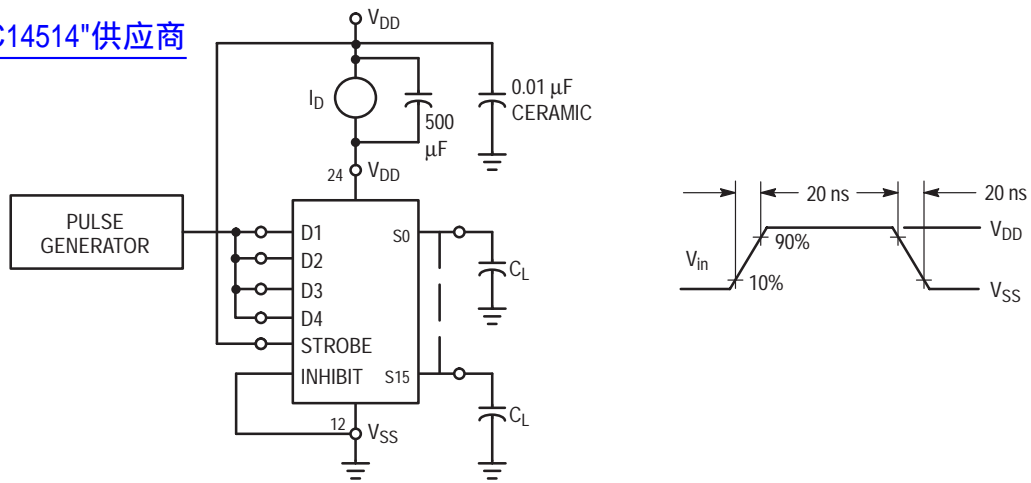 C14514"供应商
V_DD
I_D
500
μF
0.01 μF
CERAMIC
24 V_DD
PULSE
GENERATOR
D1
D2
D3
D4
STROBE
INHIBIT
S0
S15
C_L
C_L
12 V_SS
20 ns
20 ns
V_in
90%
10%
V_DD
V_SS